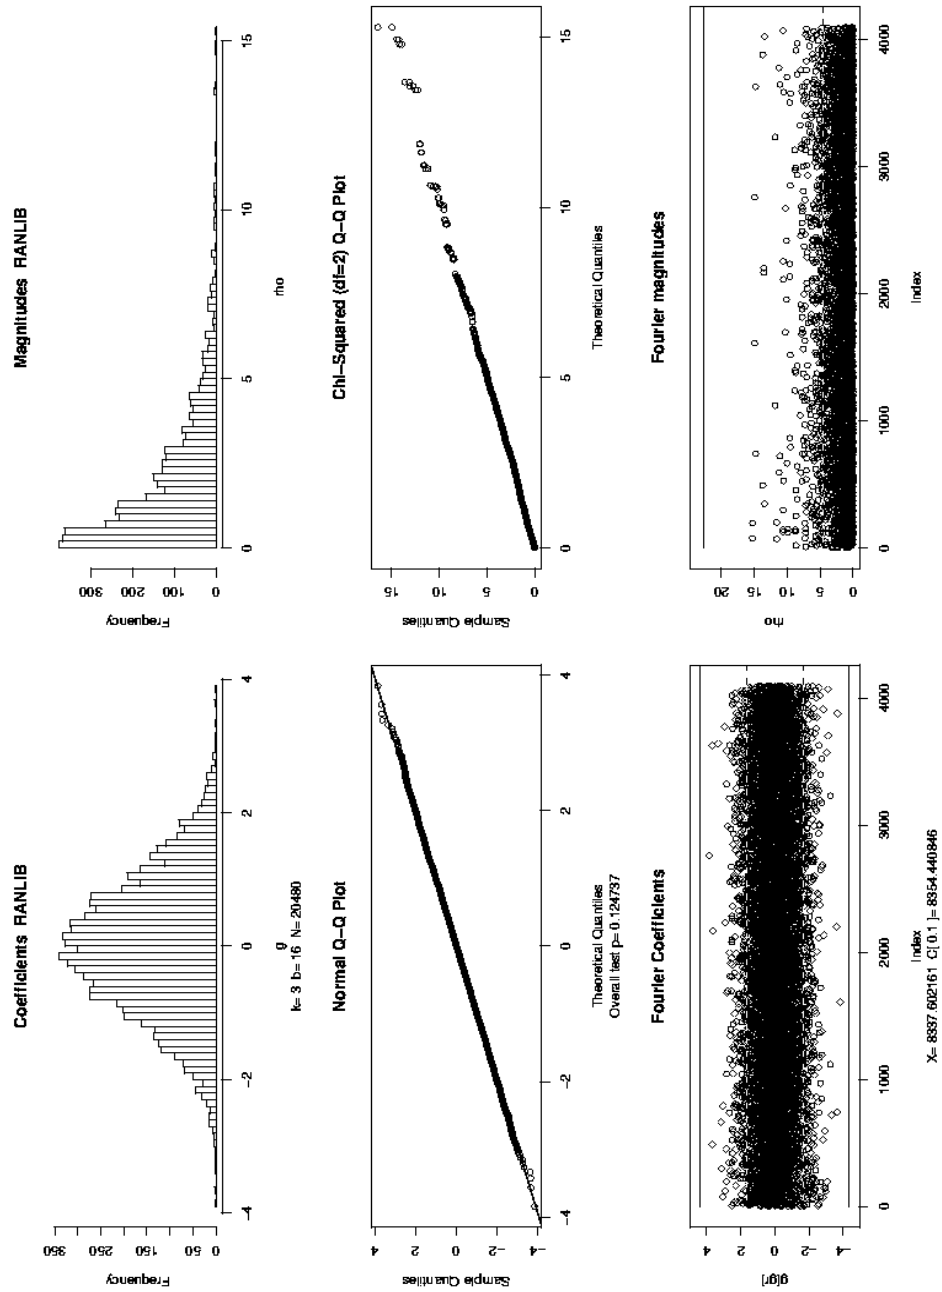 Coefficients RANLIB
Frequency
0 50 150 250 350
-4 -2 0 2 4
g
k= 3 b= 16 N= 20480
Magnitudes RANLIB
Frequency
0 100 200 300
0 5 10 15
rho
Normal Q-Q Plot
Sample Quantiles
-4 -2 0 2 4
-4 -2 0 2 4
Theoretical Quantiles
Overall test p= 0.124737
Chi-Squared (df=2) Q-Q Plot
Sample Quantiles
0 5 10 15
0 5 10 15
Theoretical Quantiles
Fourier Coefficients
g[gr]
-4 -2 0 2 4
0 1000 2000 3000 4000
Index
X= 8337.602161 C[ 0.1 ]= 8354.440846
Fourier magnitudes
rho
0 5 10 15 20
0 1000 2000 3000 4000
Index